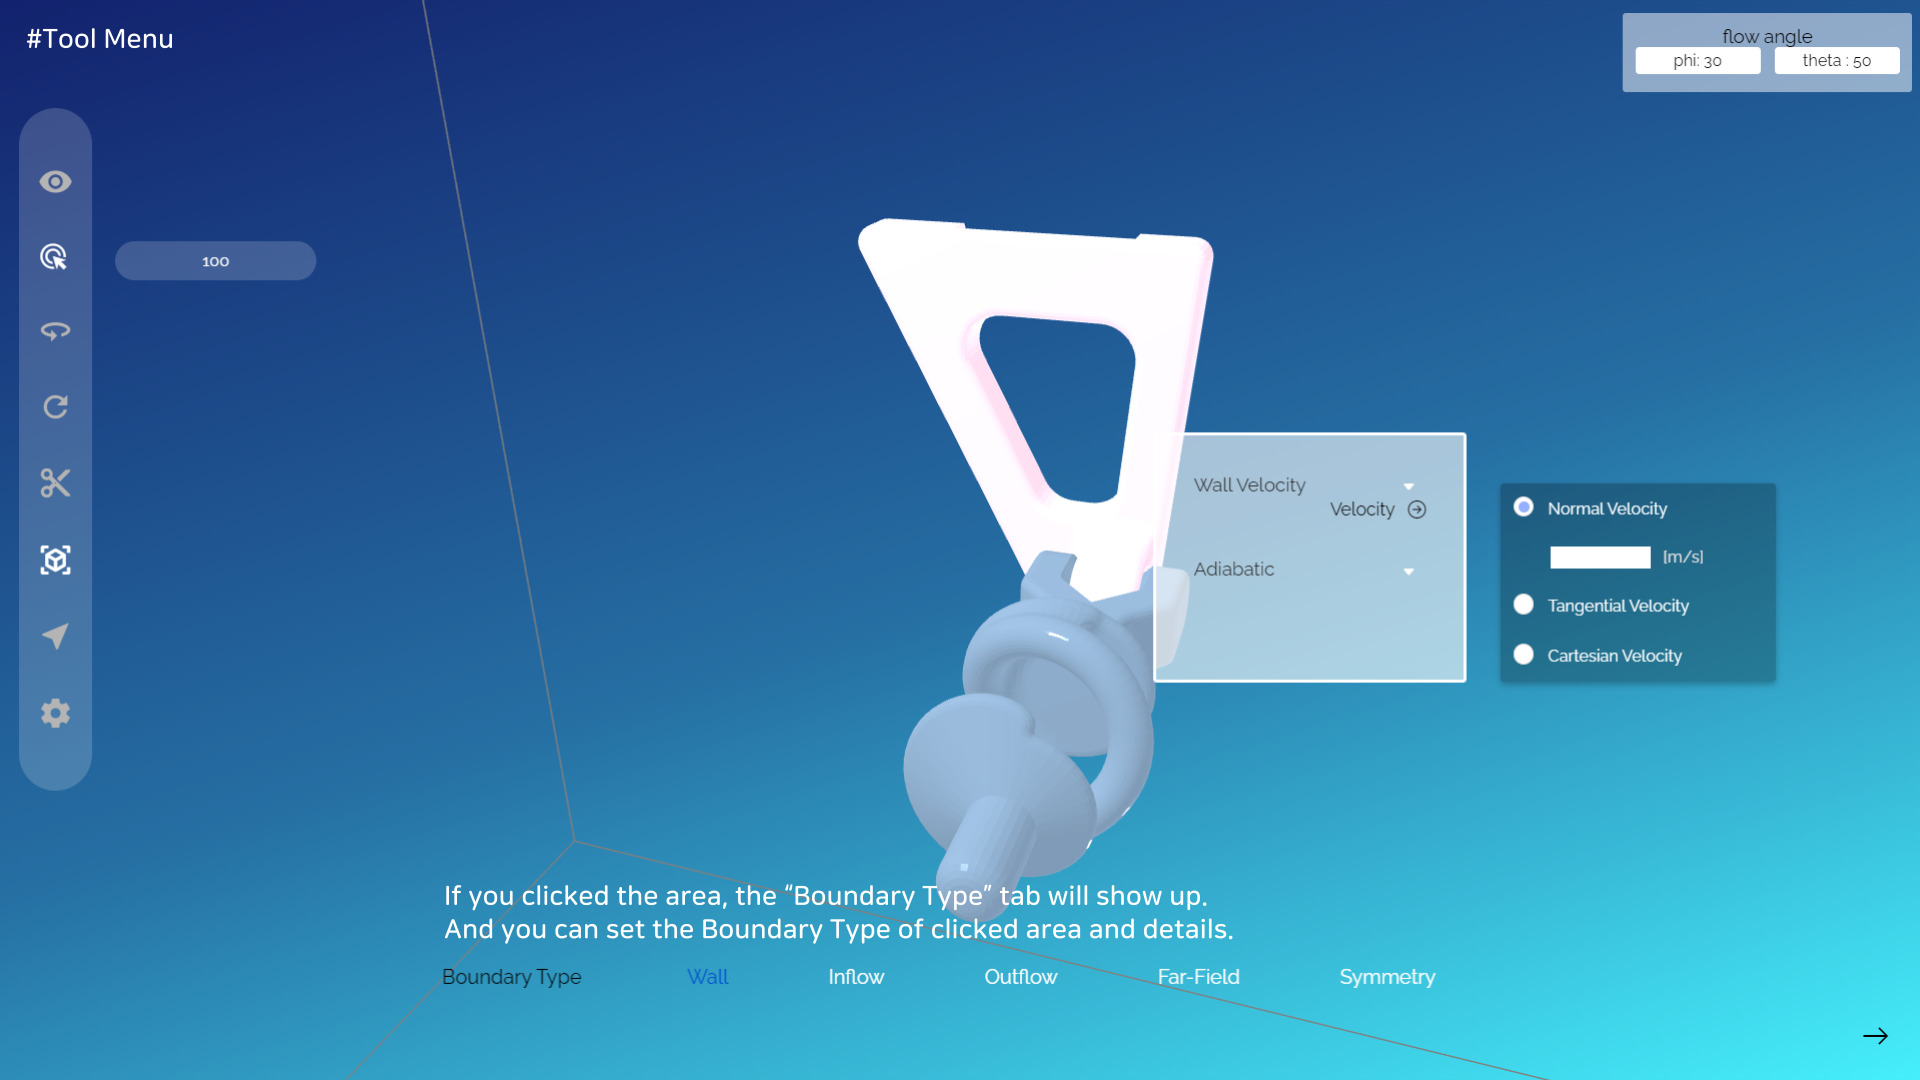 #Tool Menu
flow angle
phi: 30
theta : 50
100
Wall Velocity
Velocity
Adiabatic
Normal Velocity
[m/s]
Tangential Velocity
Cartesian Velocity
If you clicked the area, the “Boundary Type” tab will show up.
And you can set the Boundary Type of clicked area and details.
Boundary Type Wall Inflow Outflow Far-Field Symmetry